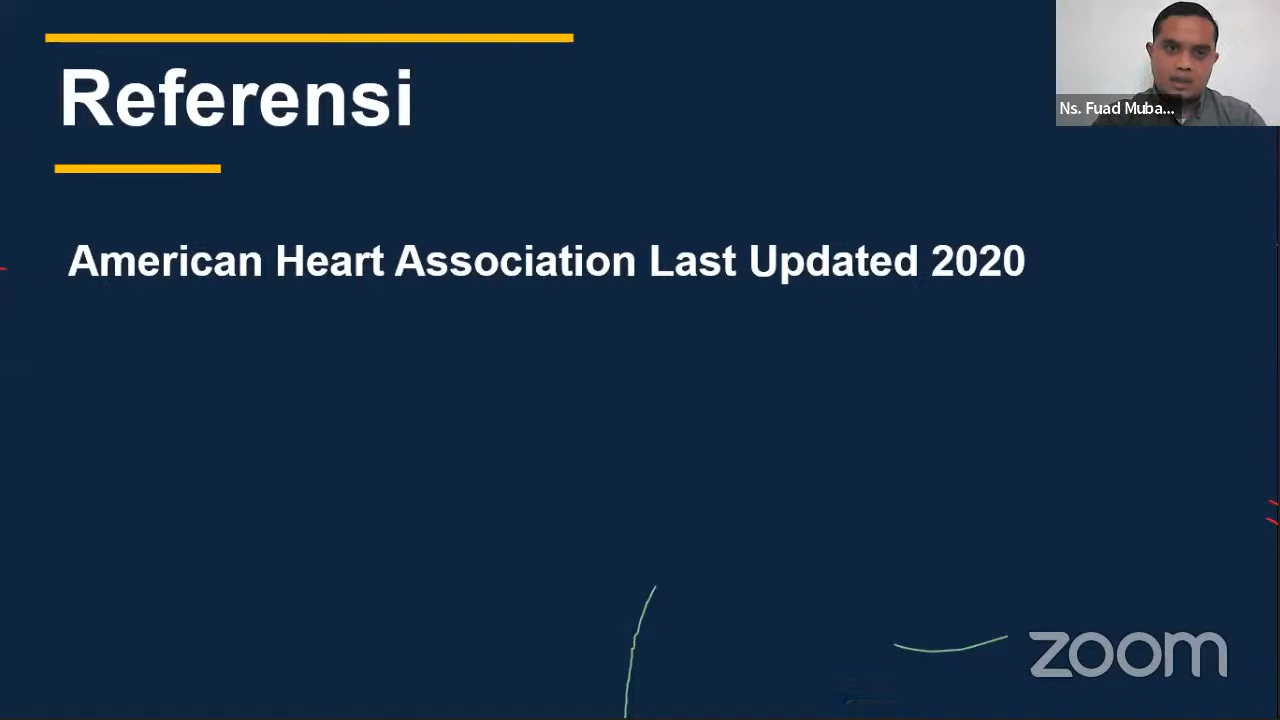 Referensi
Ns. Fuad Muba...
American Heart Association Last Updated 2020
zoom